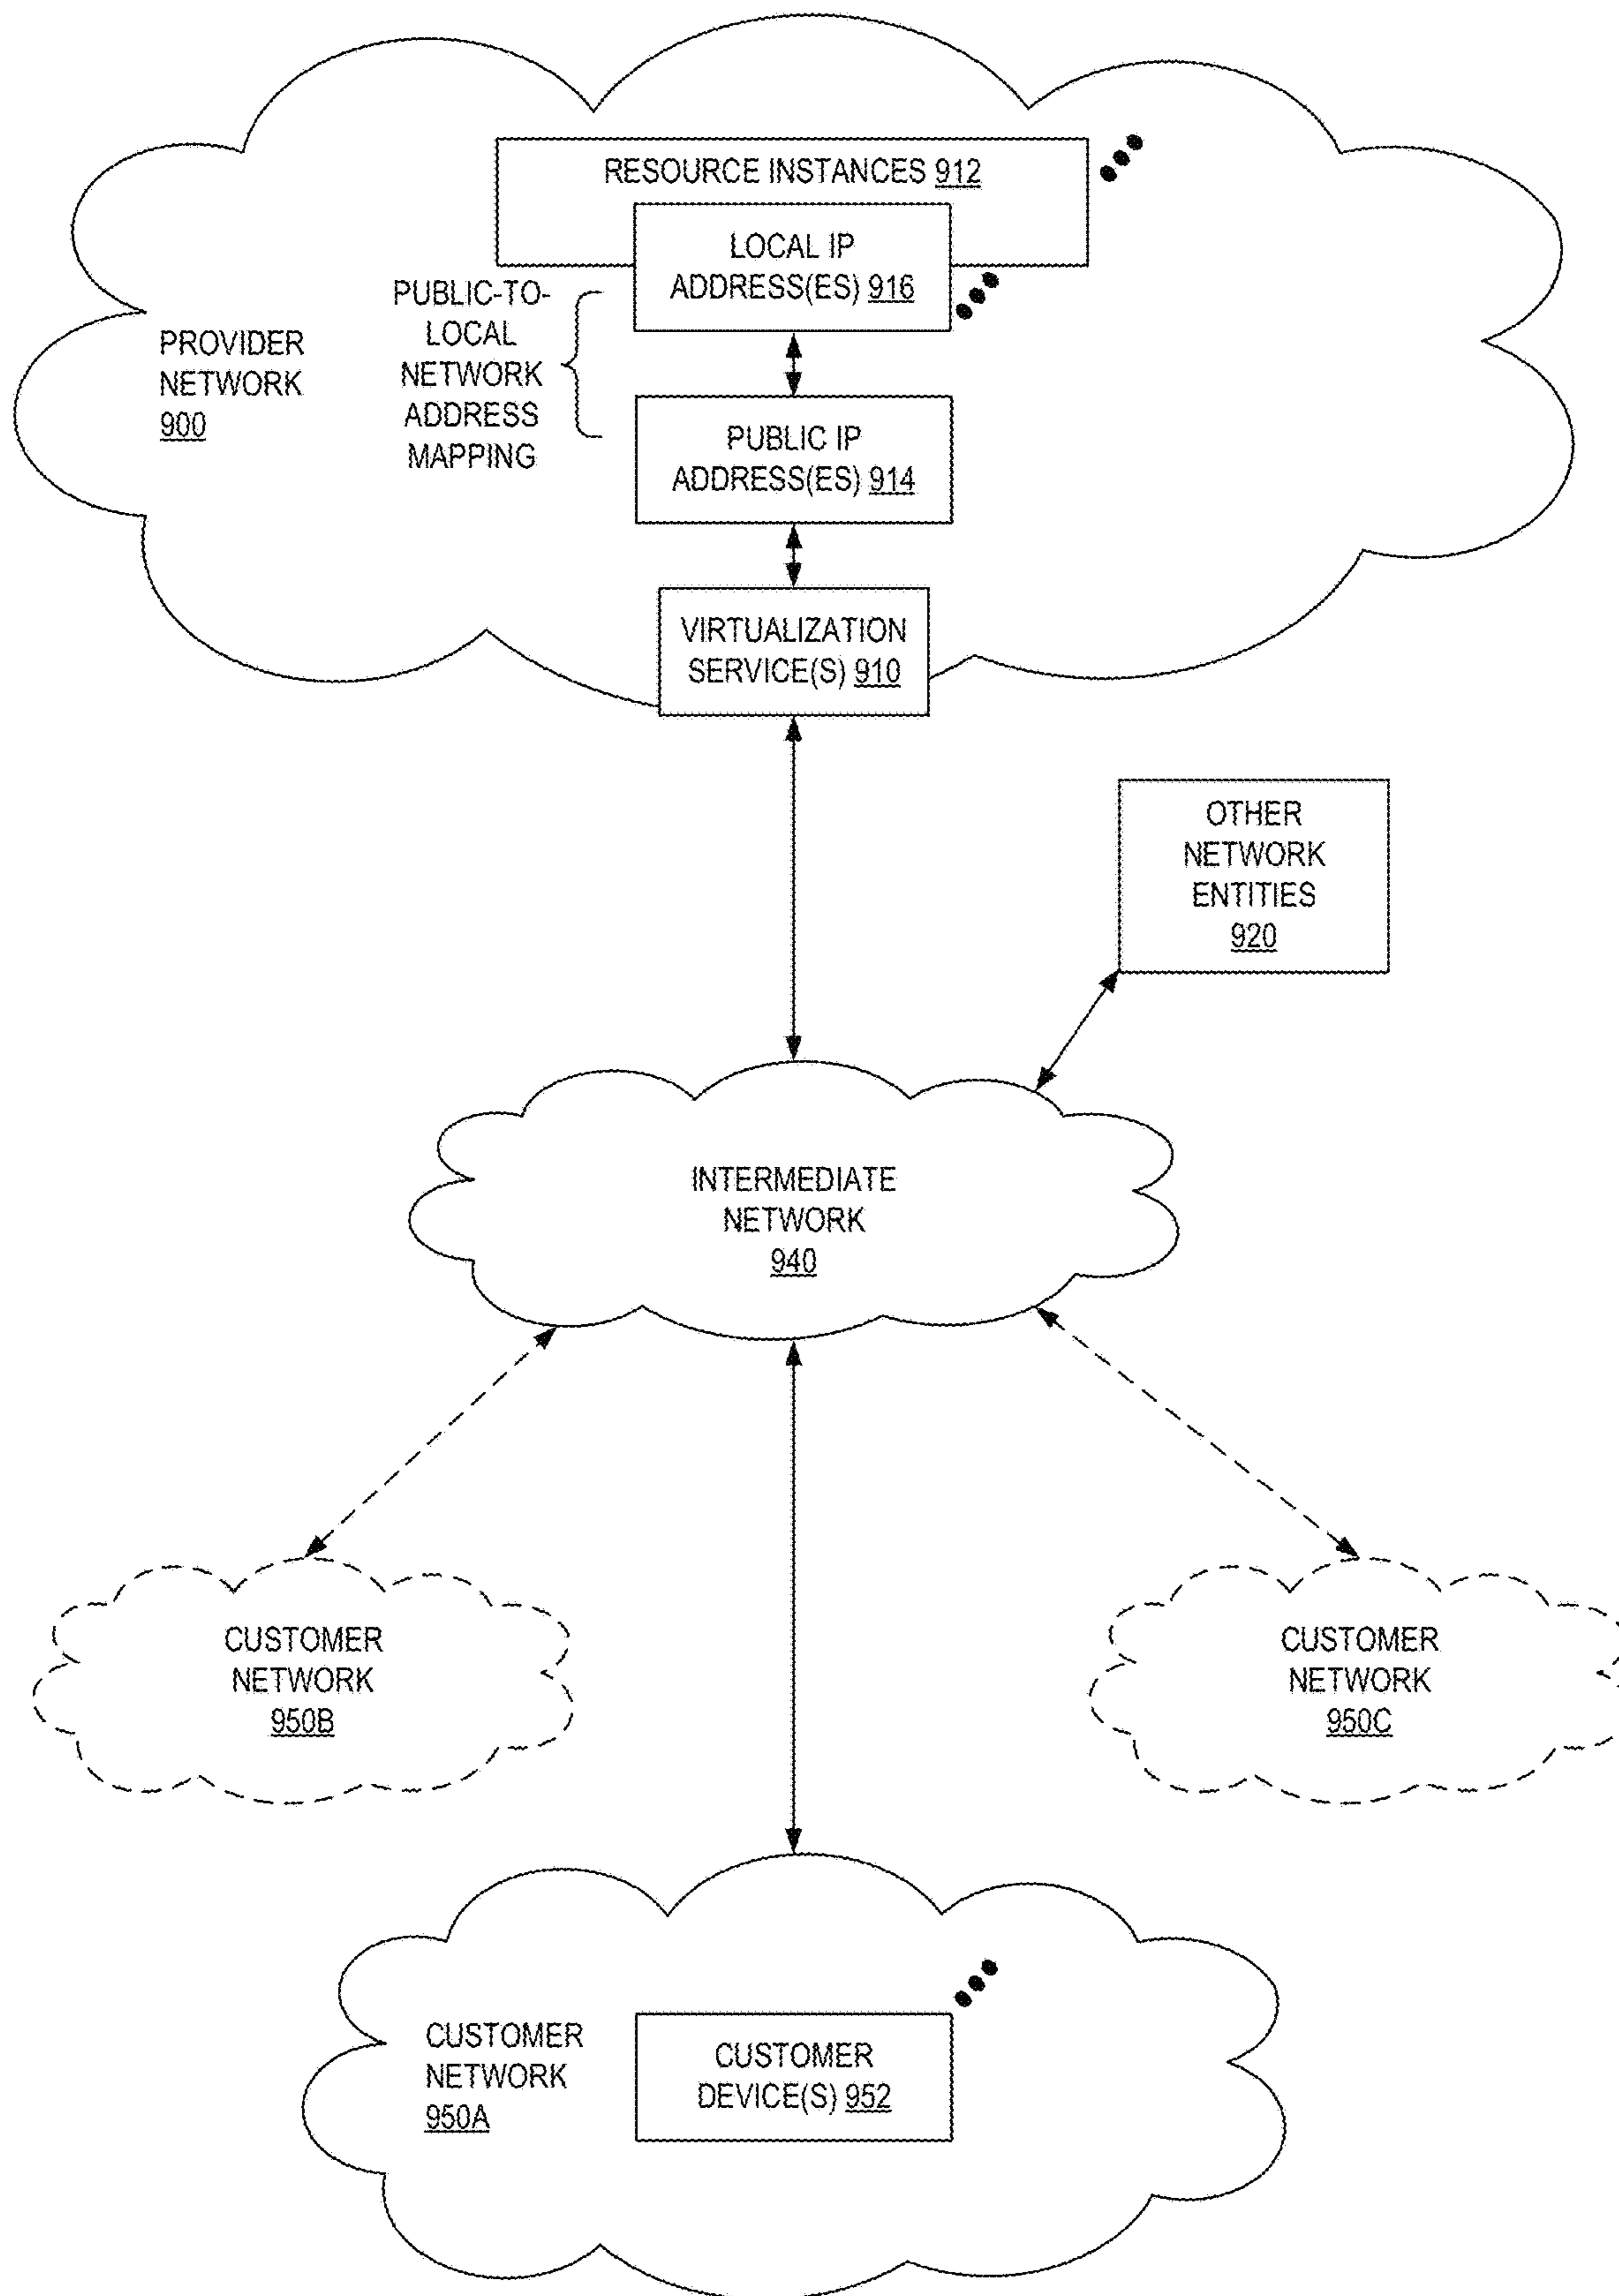 RESOURCE INSTANCES 912
LOCAL IP
ADDRESS(ES) 916
PUBLIC-TO-
LOCAL
NETWORK
ADDRESS
MAPPING
PROVIDER
NETWORK
900
PUBLIC IP
ADDRESS(ES) 914
VIRTUALIZATION
SERVICE(S) 910
OTHER
NETWORK
ENTITIES
920
INTERMEDIATE
NETWORK
940
CUSTOMER
NETWORK
950B
CUSTOMER
NETWORK
950C
CUSTOMER
NETWORK
950A
CUSTOMER
DEVICE(S) 952